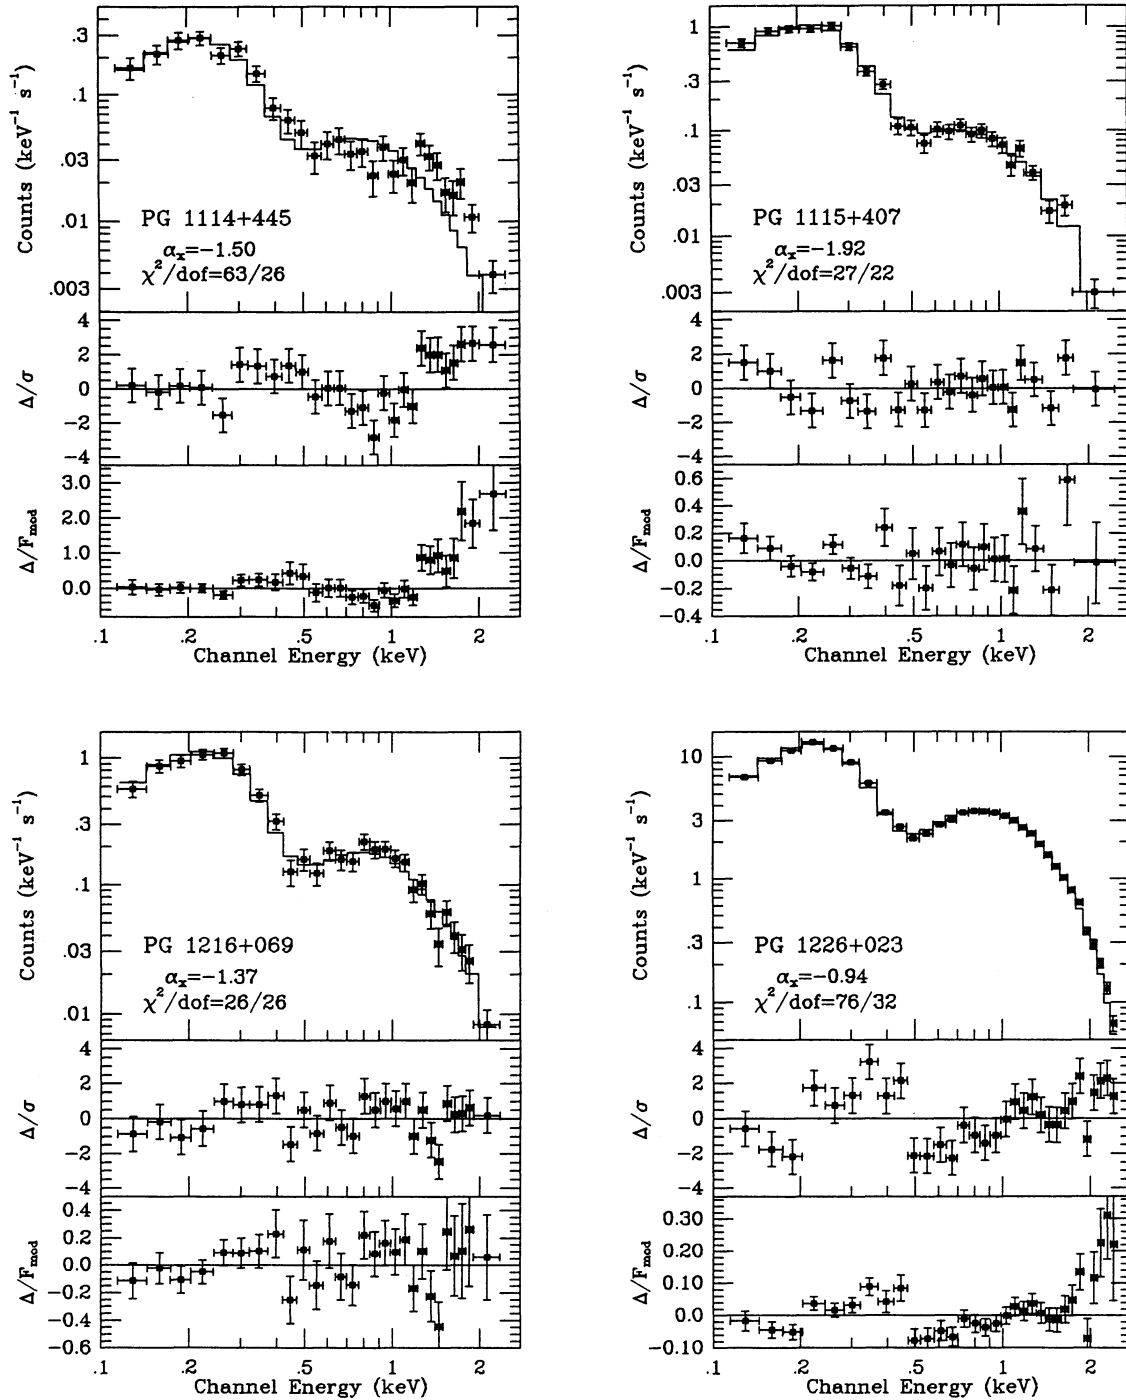 .3
.1
.03
.01
.003
Counts (keV⁻¹ s⁻¹)
PG 1114+445
αₓ=−1.50
χ²/dof=63/26
4
2
0
−2
−4
Δ/σ
3.0
2.0
1.0
0.0
Δ/F_mod
.1 .2 .5 1 2
Channel Energy (keV)
1
.3
.1
.03
.01
.003
Counts (keV⁻¹ s⁻¹)
PG 1115+407
αₓ=−1.92
χ²/dof=27/22
4
2
0
−2
−4
Δ/σ
0.6
0.4
0.2
0.0
−0.2
−0.4
Δ/F_mod
.1 .2 .5 1 2
Channel Energy (keV)
1
.3
.1
.03
.01
Counts (keV⁻¹ s⁻¹)
PG 1216+069
αₓ=−1.37
χ²/dof=26/26
4
2
0
−2
−4
Δ/σ
0.4
0.2
0.0
−0.2
−0.4
−0.6
Δ/F_mod
.1 .2 .5 1 2
Channel Energy (keV)
10
3
1
.3
.1
Counts (keV⁻¹ s⁻¹)
PG 1226+023
αₓ=−0.94
χ²/dof=76/32
4
2
0
−2
−4
Δ/σ
0.30
0.20
0.10
0.00
−0.10
Δ/F_mod
.1 .2 .5 1 2
Channel Energy (keV)